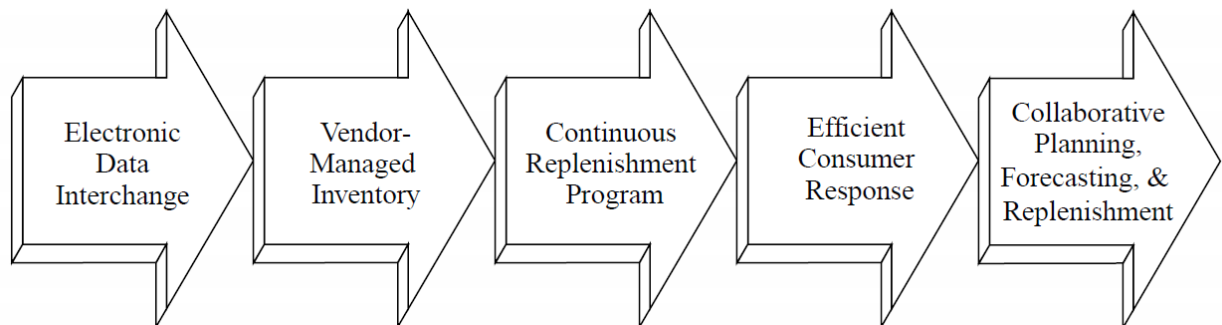 Electronic
Data
Interchange
Vendor-
Managed
Inventory
Continuous
Replenishment
Program
Efficient
Consumer
Response
Collaborative
Planning,
Forecasting, &
Replenishment